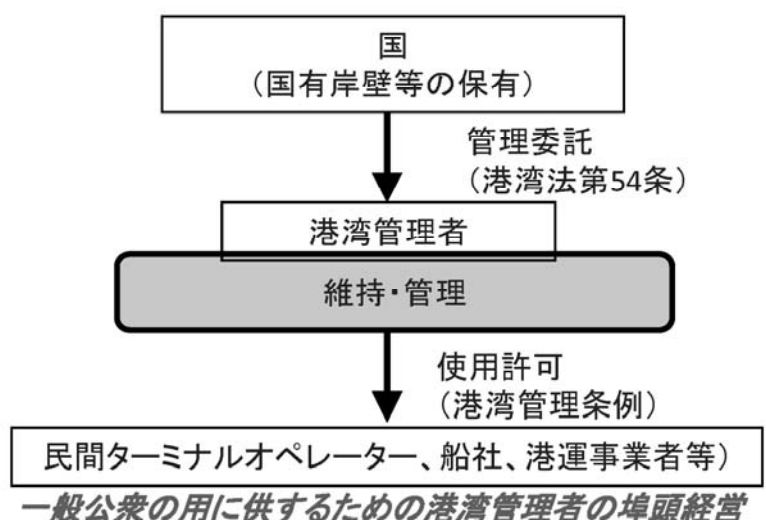 国
（国有岸壁等の保有）
管理委託
（港湾法第54条）
港湾管理者
維持・管理
使用許可
（港湾管理条例）
民間ターミナルオペレーター、船社、港運事業者等）
一般公衆の用に供するための港湾管理者の埠頭経営